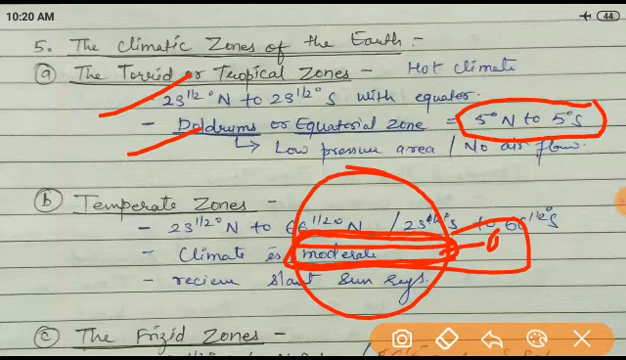 10:20 AM
44
5. The Climatic Zones of the Earth :-
ⓐ The Torrid or Tropical Zones - Hot Climate
- 23 1/2° N to 23 1/2° S with equator.
- Doldrums or Equatorial Zone = 5° N to 5° S
↳ Low pressure area / No air flow.
ⓑ Temperate Zones -
- 23 1/2° N to 66 1/2° N / 23 1/2° S to 66 1/2° S
- Climate is moderate
- recieve slant Sun rays.
ⓒ The Frizid Zones -